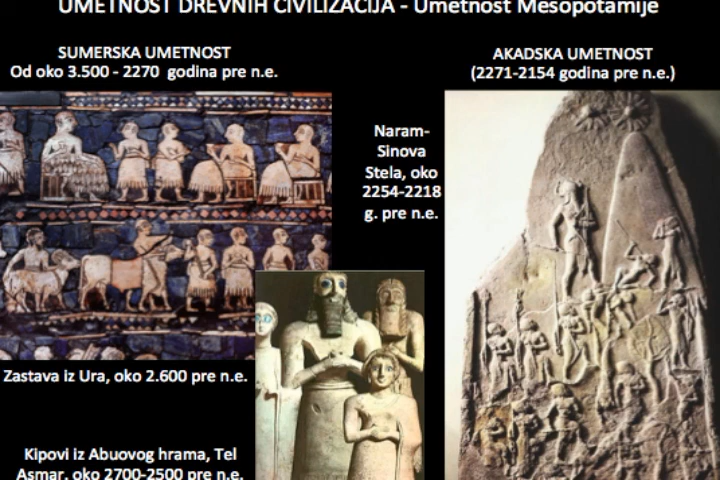 UMETNOST DREVNIH CIVILIZACIJA - Umetnost Mesopotamije
SUMERSKA UMETNOST
Od oko 3.500 - 2270 godina pre n.e.
AKADSKA UMETNOST
(2271-2154 godina pre n.e.)
Naram-
Sinova
Stela, oko
2254-2218
g. pre n.e.
Zastava iz Ura, oko 2.600 pre n.e.
Kipovi iz Abuovog hrama, Tel
Asmar, oko 2700-2500 pre n.e.